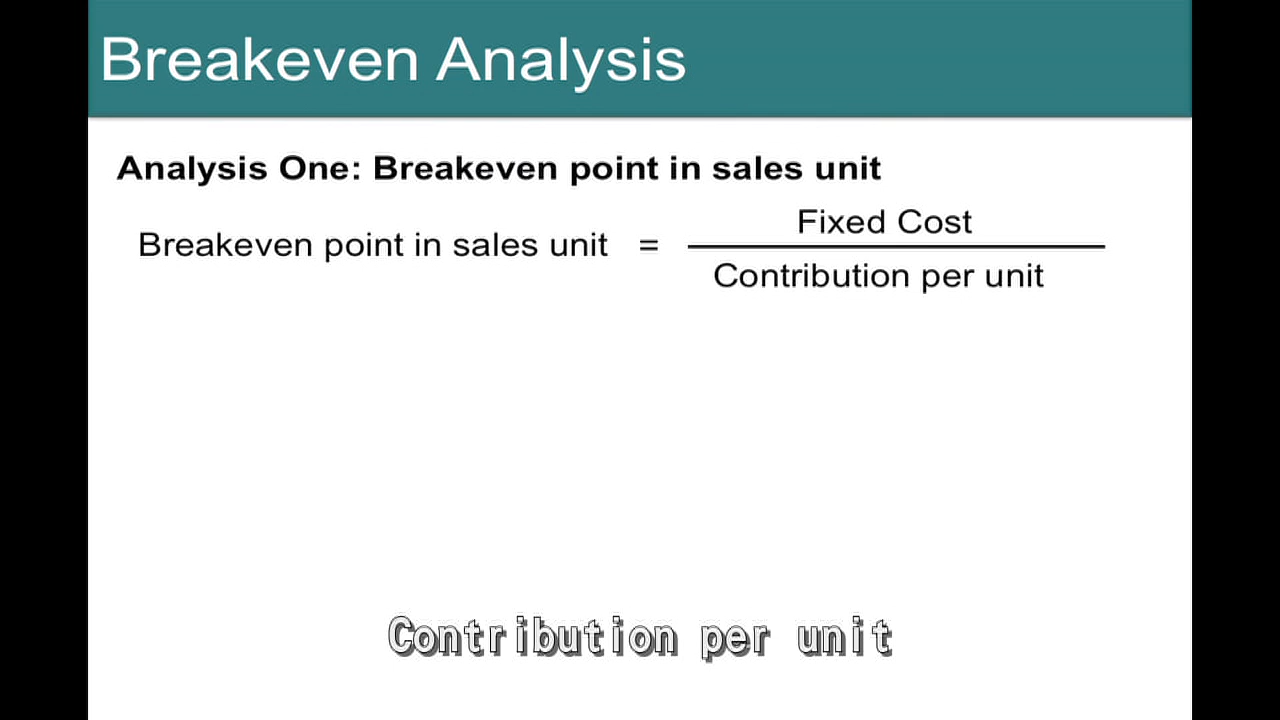 Breakeven Analysis
Analysis One: Breakeven point in sales unit
Fixed Cost
Breakeven point in sales unit =
Contribution per unit
Contribution per unit